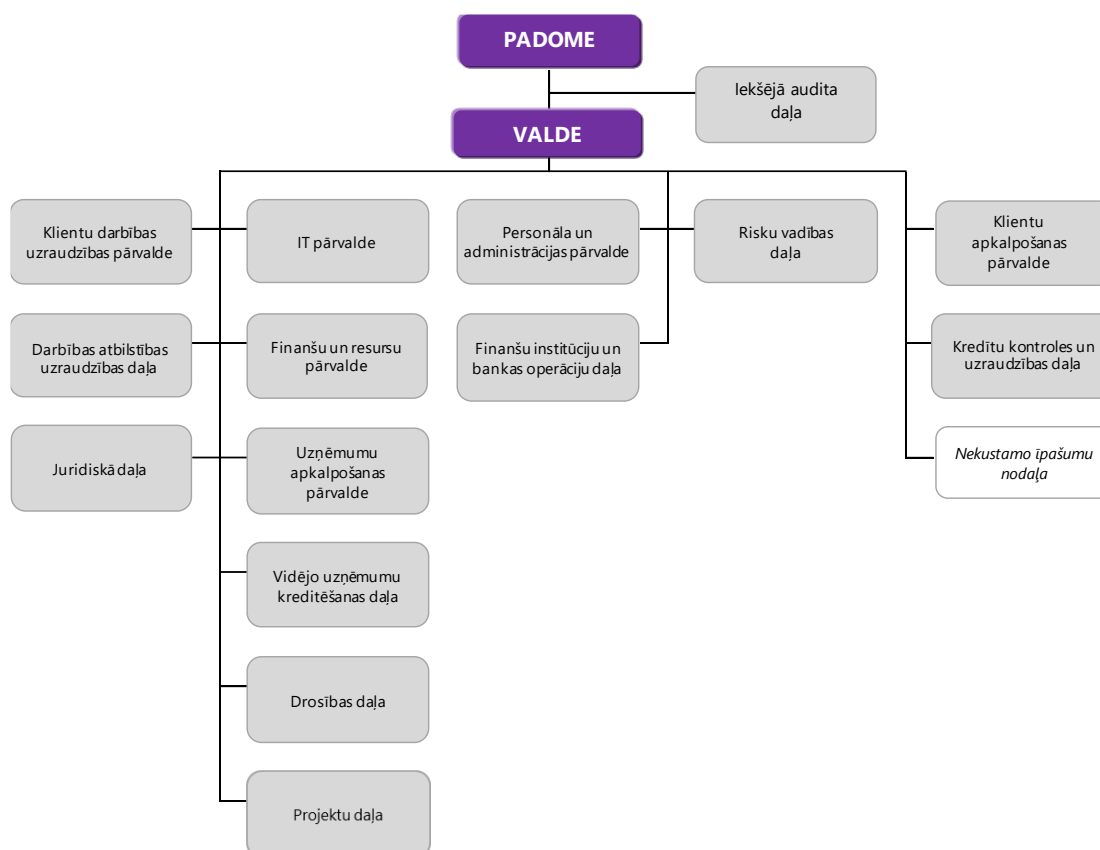 PADOME
Iekšējā audita
daļa
VALDE
Klientu darbības
uzraudzības pārvalde
IT pārvalde
Personāla un
administrācijas pārvalde
Risku vadības
daļa
Klientu
apkalpošanas
pārvalde
Darbības atbilstības
uzraudzības daļa
Finanšu un resursu
pārvalde
Finanšu institūciju un
bankas operāciju daļa
Kredītu kontroles un
uzraudzības daļa
Juridiskā daļa
Uzņēmumu
apkalpošanas
pārvalde
Nekustamo īpašumu
nodaļa
Vidējo uzņēmumu
kreditēšanas daļa
Drosības daļa
Projektu daļa